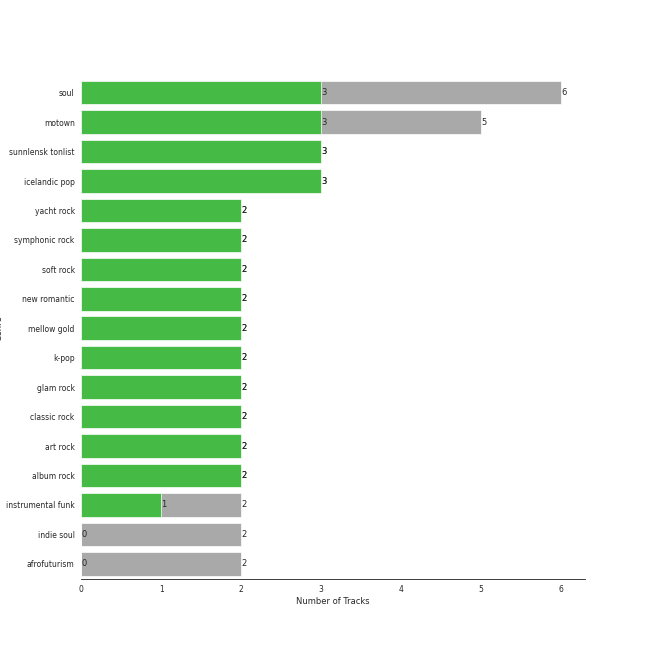 soul 3 6
motown 3 5
sunnlensk tonlist 3
icelandic pop 3
yacht rock 2
symphonic rock 2
soft rock 2
new romantic 2
mellow gold 2
k-pop 2
glam rock 2
classic rock 2
art rock 2
album rock 2
instrumental funk 1 2
indie soul 0 2
afrofuturism 0 2
0 1 2 3 4 5 6
Number of Tracks